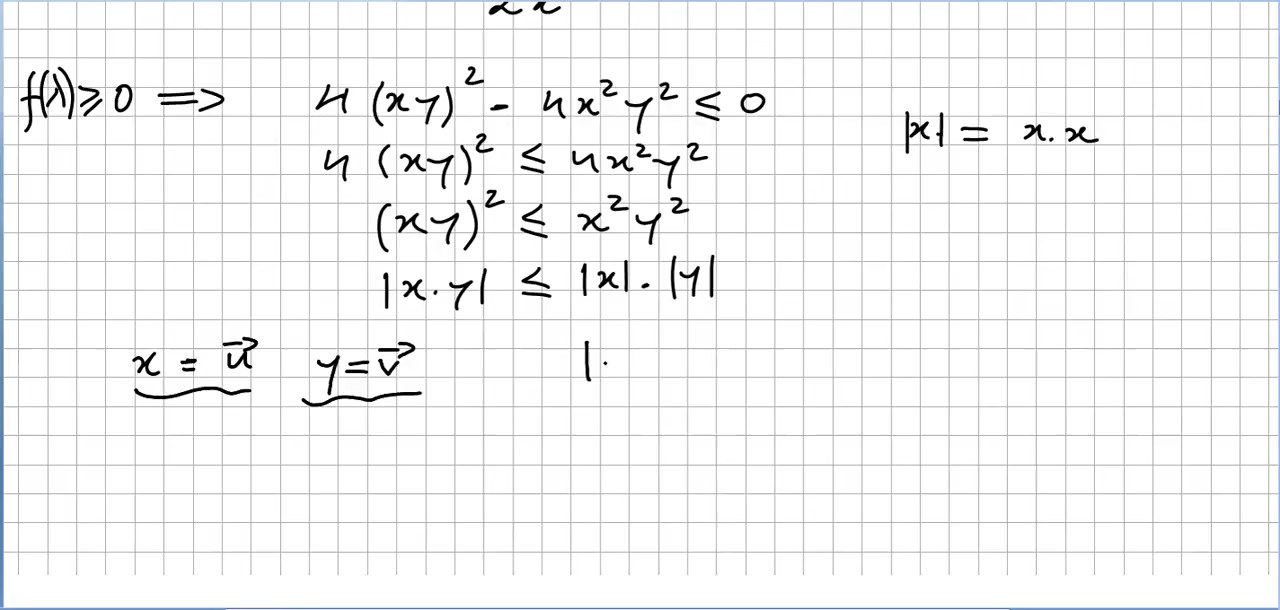 f(λ) ≥ 0 ⟹ 4 (xy)² - 4x²y² ≤ 0
|x| = x.x
4 (xy)² ≤ 4x²y²
(xy)² ≤ x²y²
|x.y| ≤ |x|.|y|
x = u⃗ y = v⃗ |.